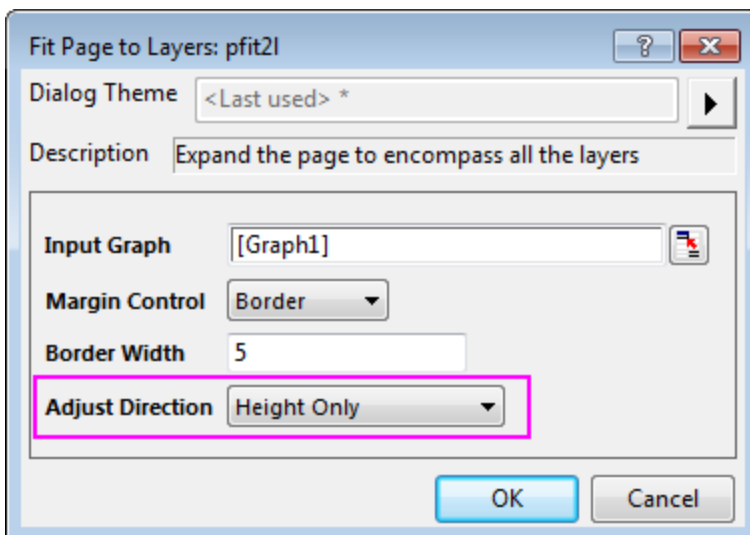 Fit Page to Layers: pfit2l
?
Dialog Theme <Last used> *
Description Expand the page to encompass all the layers
Input Graph [Graph1]
Margin Control Border
Border Width 5
Adjust Direction Height Only
OK Cancel